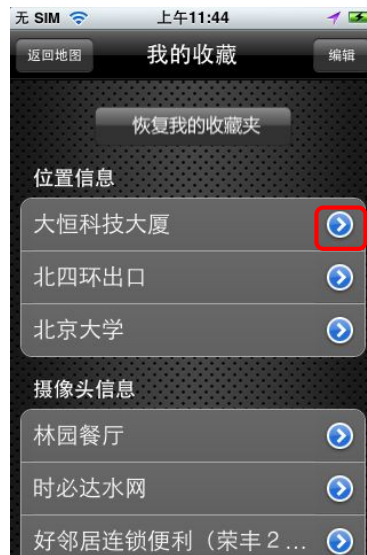 无 SIM 上午11:44
返回地图 我的收藏 编辑
恢复我的收藏夹
位置信息
大恒科技大厦
北四环出口
北京大学
摄像头信息
林园餐厅
时必达水网
好邻居连锁便利（荣丰２...